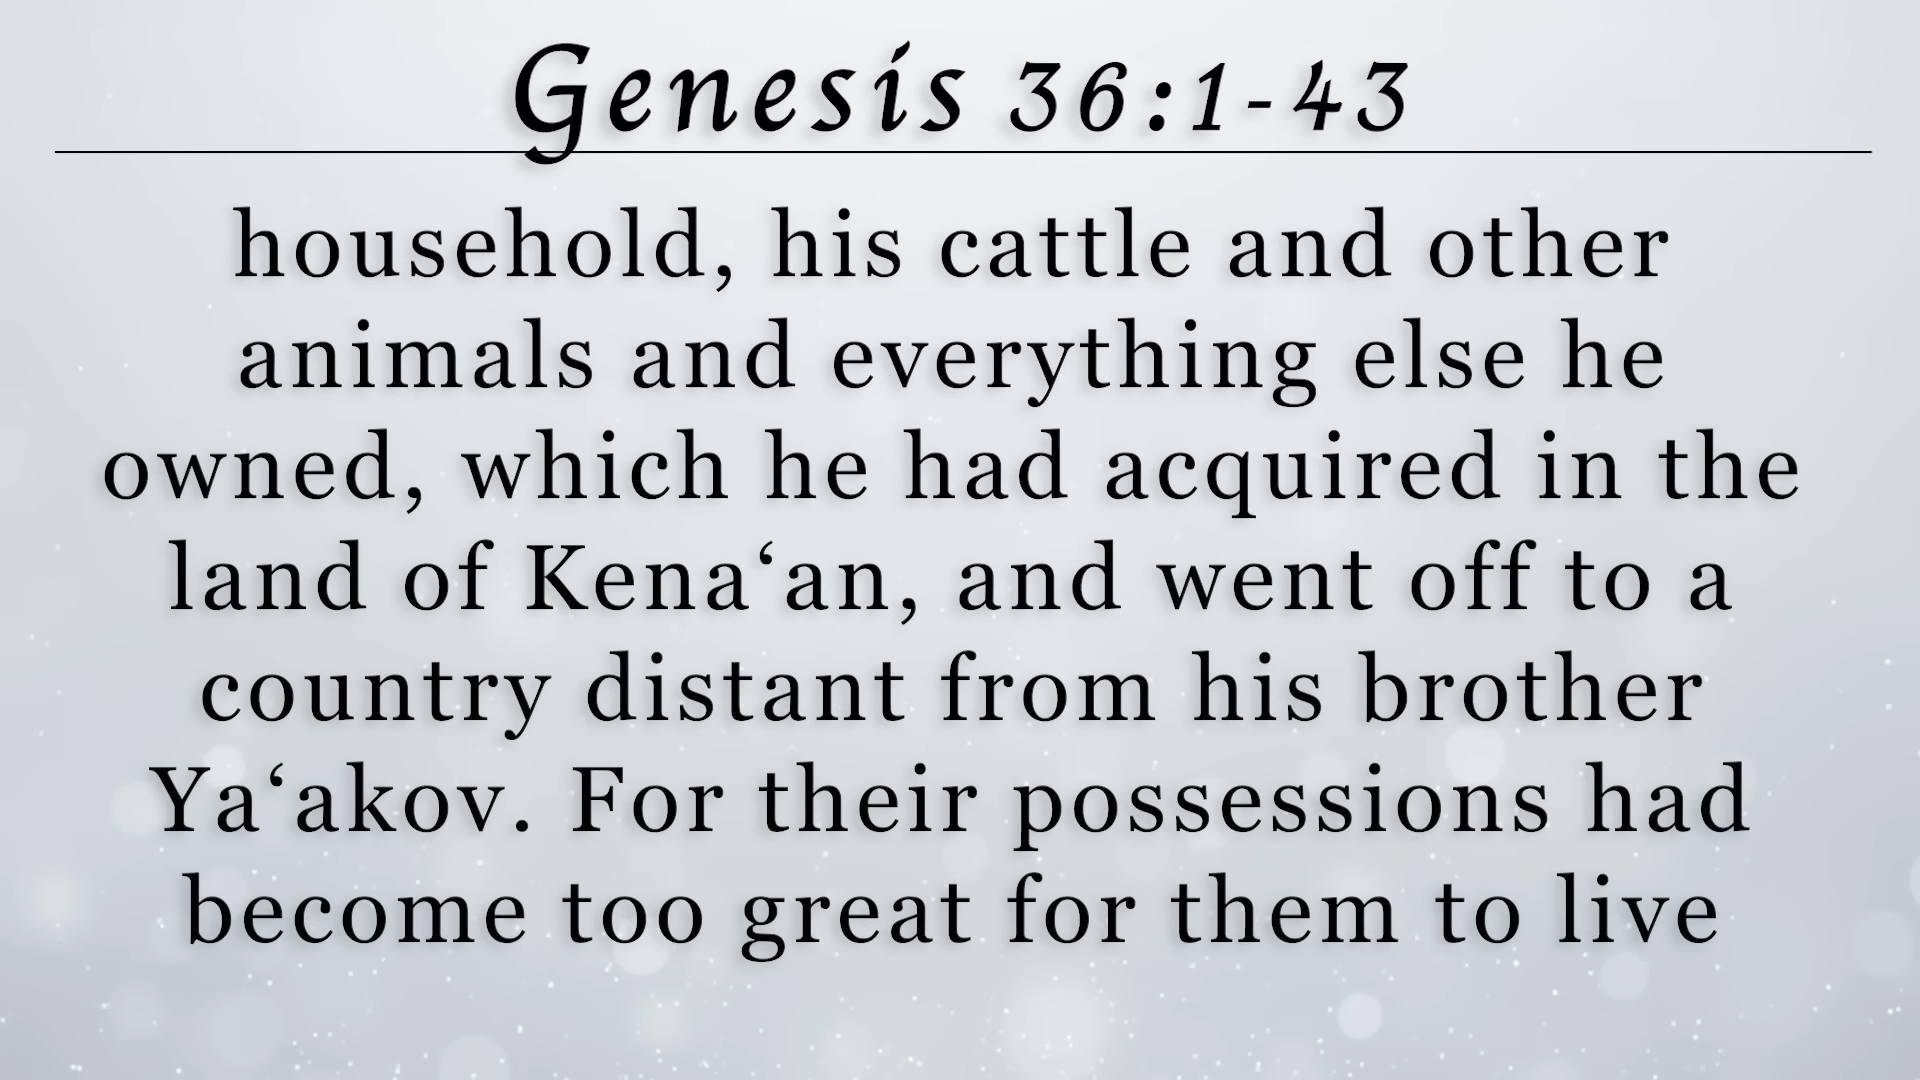 Genesis 36:1-43
household, his cattle and other
animals and everything else he
owned, which he had acquired in the
land of Kena‘an, and went off to a
country distant from his brother
Ya‘akov. For their possessions had
become too great for them to live